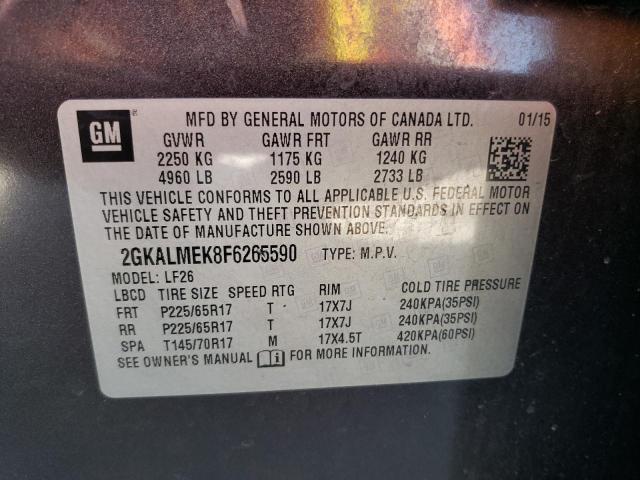 GM
MFD BY GENERAL MOTORS OF CANADA LTD. 01/15
GVWR GAWR FRT GAWR RR
2250 KG 1175 KG 1240 KG
4960 LB 2590 LB 2733 LB
THIS VEHICLE CONFORMS TO ALL APPLICABLE U.S. FEDERAL MOTOR
VEHICLE SAFETY AND THEFT PREVENTION STANDARDS IN EFFECT ON THE DATE
OF MANUFACTURE SHOWN ABOVE.
2GKALMEK8F6265590 TYPE: M.P.V.
MODEL: LF26
LBCD TIRE SIZE SPEED RTG RIM COLD TIRE PRESSURE
FRT P225/65R17 T 17X7J 240KPA(35PSI)
RR P225/65R17 T 17X7J 240KPA(35PSI)
SPA T145/70R17 M 17X4.5T 420KPA(60PSI)
SEE OWNER'S MANUAL FOR MORE INFORMATION.